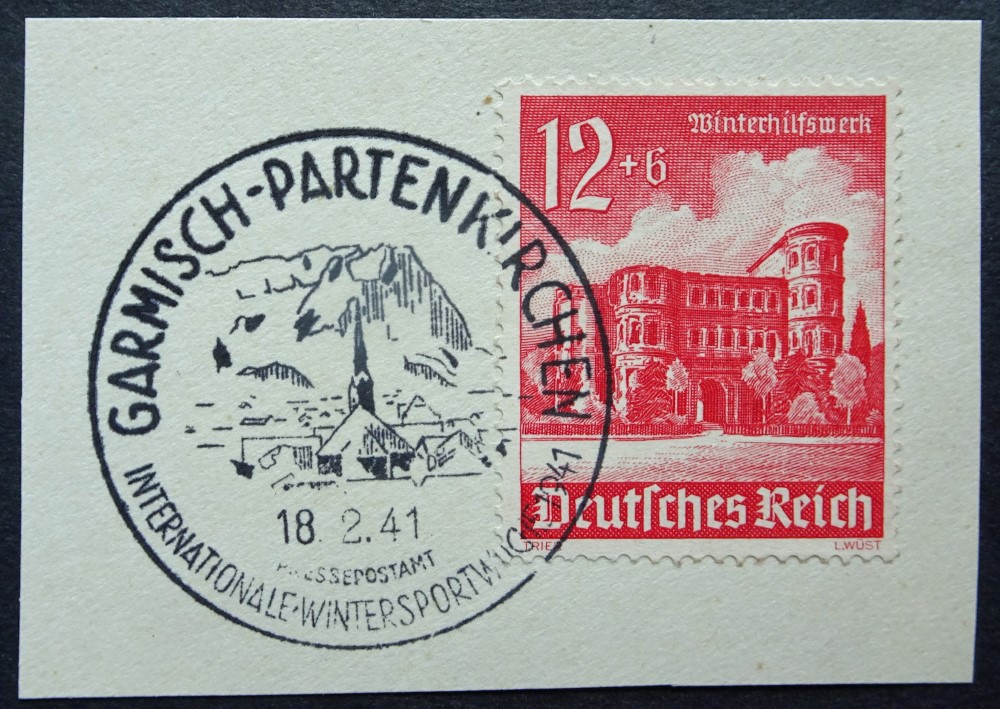 GARMISCH-PARTENKIRCHEN
18. 2. 41
PRESSEPOSTAMT
INTERNATIONALE·WINTERSPORTWOCHE 1941
12+6
Winterhilfswerk
Deutſches Reich
TRIER
L.WÜST